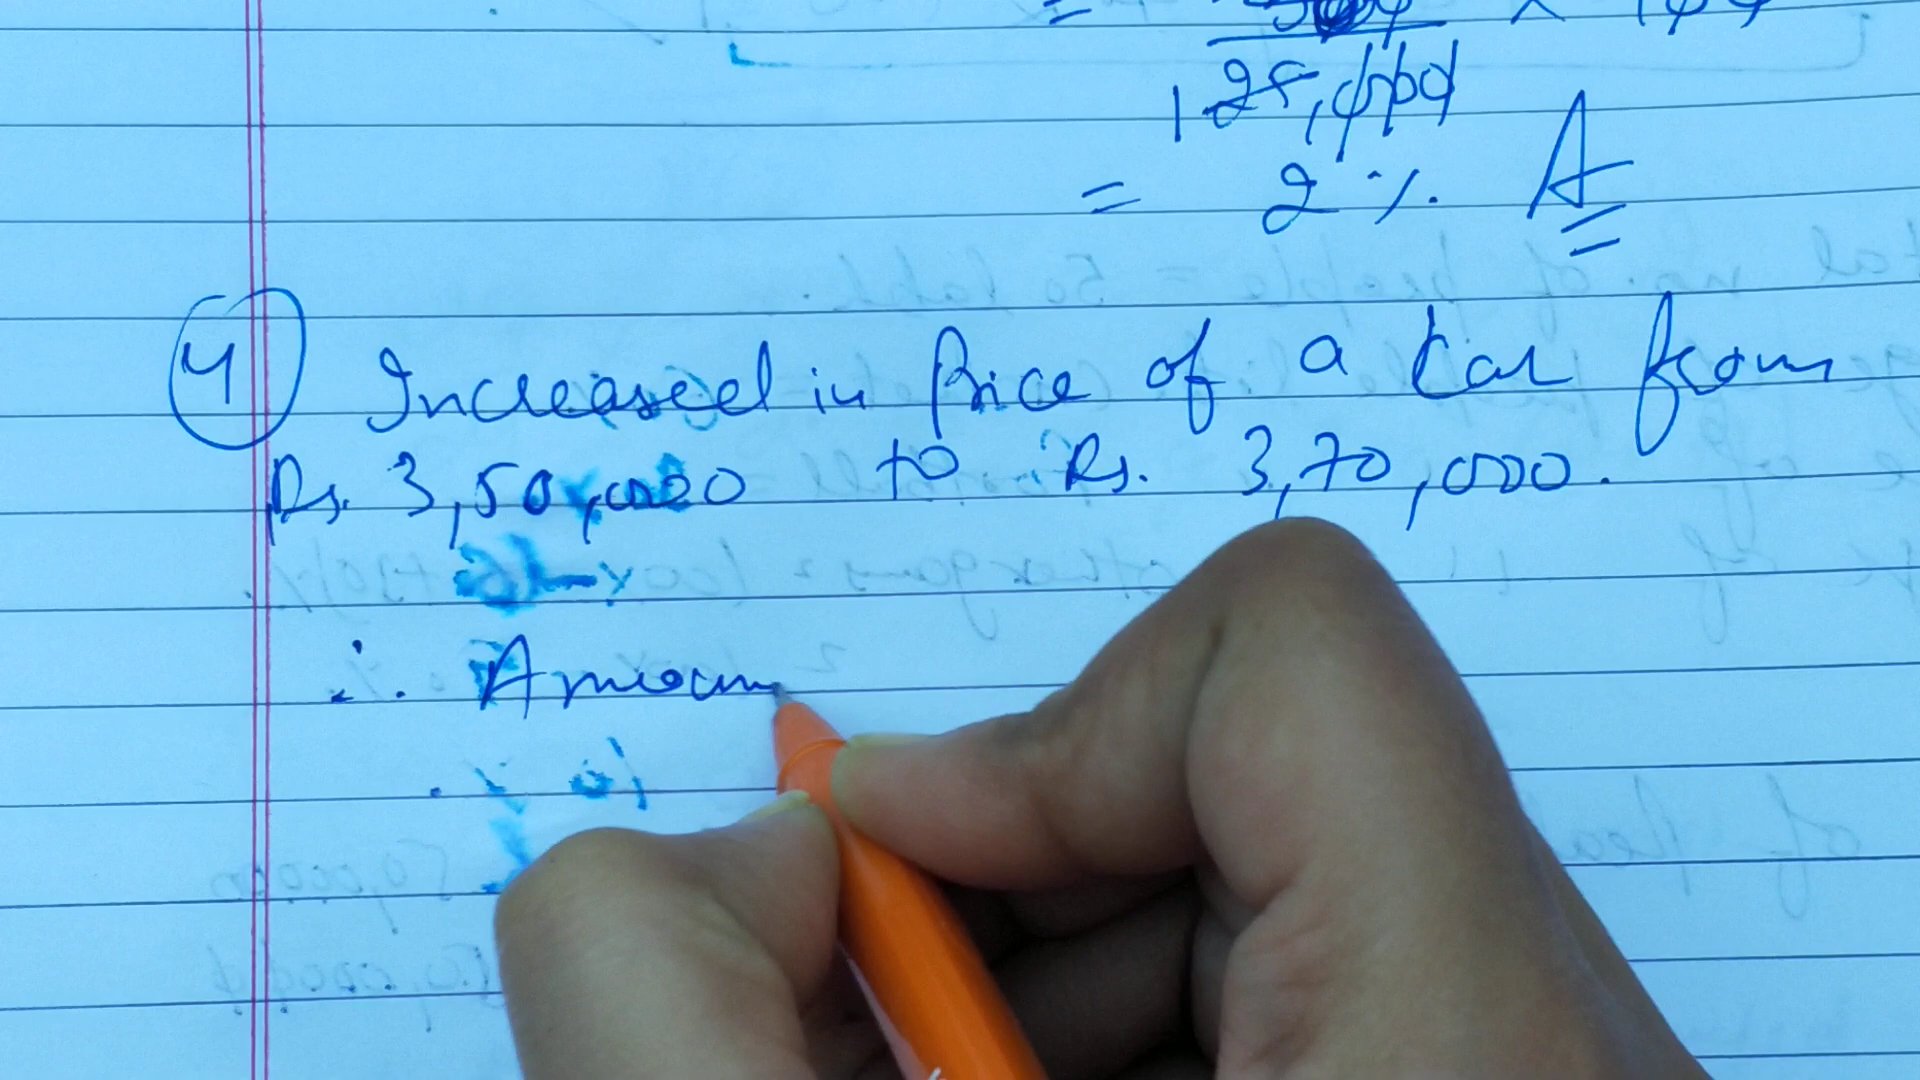 25,000
= 2 %. A
4 Increased in Price of a car from
Rs. 3,50,000 to Rs. 3,70,000.
∴ Amoun